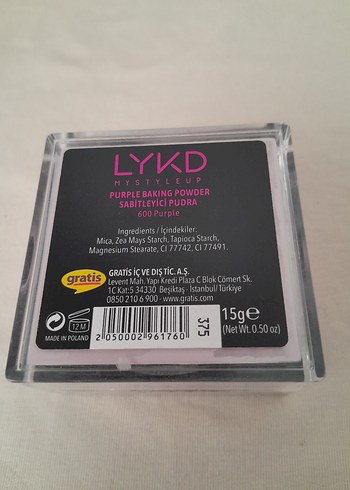 LYKD
MYSTYLEUP
PURPLE BAKING POWDER
SABİTLEYİCİ PUDRA
600 Purple
Ingredients / İçindekiler:
Mica, Zea Mays Starch, Tapioca Starch,
Magnesium Stearate, CI 77742, CI 77491.
gratis
GRATİS İÇ VE DIŞ TİC. A.Ş.
Levent Mah. Yapı Kredi Plaza C Blok Cömert Sk.
1C Kat:5 34330 Beşiktaş - İstanbul/Türkiye
0850 210 6 900 - www.gratis.com
12 M
MADE IN POLAND
2 050002 961760
375
15g e
(Net Wt. 0.50 oz)